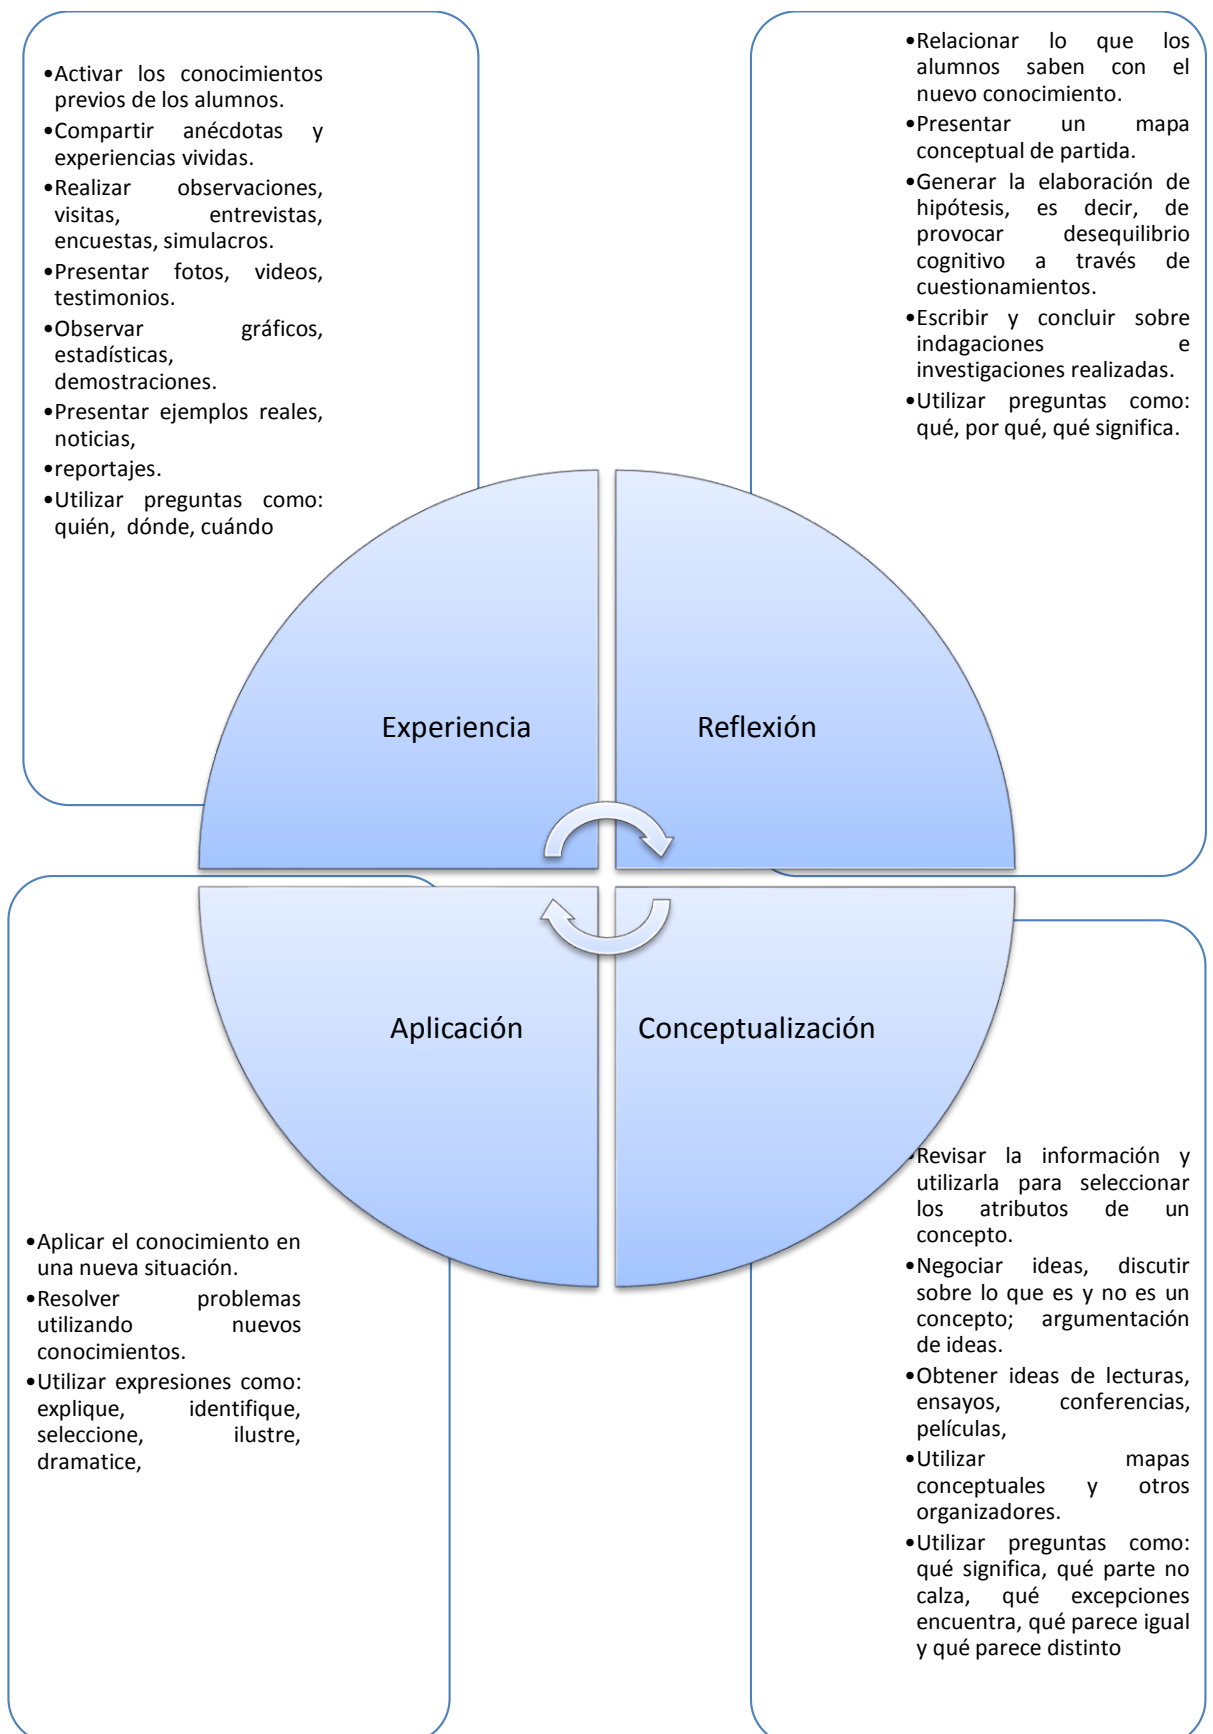 •Activar los conocimientos
previos de los alumnos.
•Compartir anécdotas y
experiencias vividas.
•Realizar observaciones,
visitas, entrevistas,
encuestas, simulacros.
•Presentar fotos, videos,
testimonios.
•Observar gráficos,
estadísticas,
demostraciones.
•Presentar ejemplos reales,
noticias,
•reportajes.
•Utilizar preguntas como:
quién, dónde, cuándo
•Relacionar lo que los
alumnos saben con el
nuevo conocimiento.
•Presentar un mapa
conceptual de partida.
•Generar la elaboración de
hipótesis, es decir, de
provocar desequilibrio
cognitivo a través de
cuestionamientos.
•Escribir y concluir sobre
indagaciones e
investigaciones realizadas.
•Utilizar preguntas como:
qué, por qué, qué significa.
Experiencia
Reflexión
Aplicación
Conceptualización
•Aplicar el conocimiento en
una nueva situación.
•Resolver problemas
utilizando nuevos
conocimientos.
•Utilizar expresiones como:
explique, identifique,
seleccione, ilustre,
dramatice,
•Revisar la información y
utilizarla para seleccionar
los atributos de un
concepto.
•Negociar ideas, discutir
sobre lo que es y no es un
concepto; argumentación
de ideas.
•Obtener ideas de lecturas,
ensayos, conferencias,
películas,
•Utilizar mapas
conceptuales y otros
organizadores.
•Utilizar preguntas como:
qué significa, qué parte no
calza, qué excepciones
encuentra, qué parece igual
y qué parece distinto